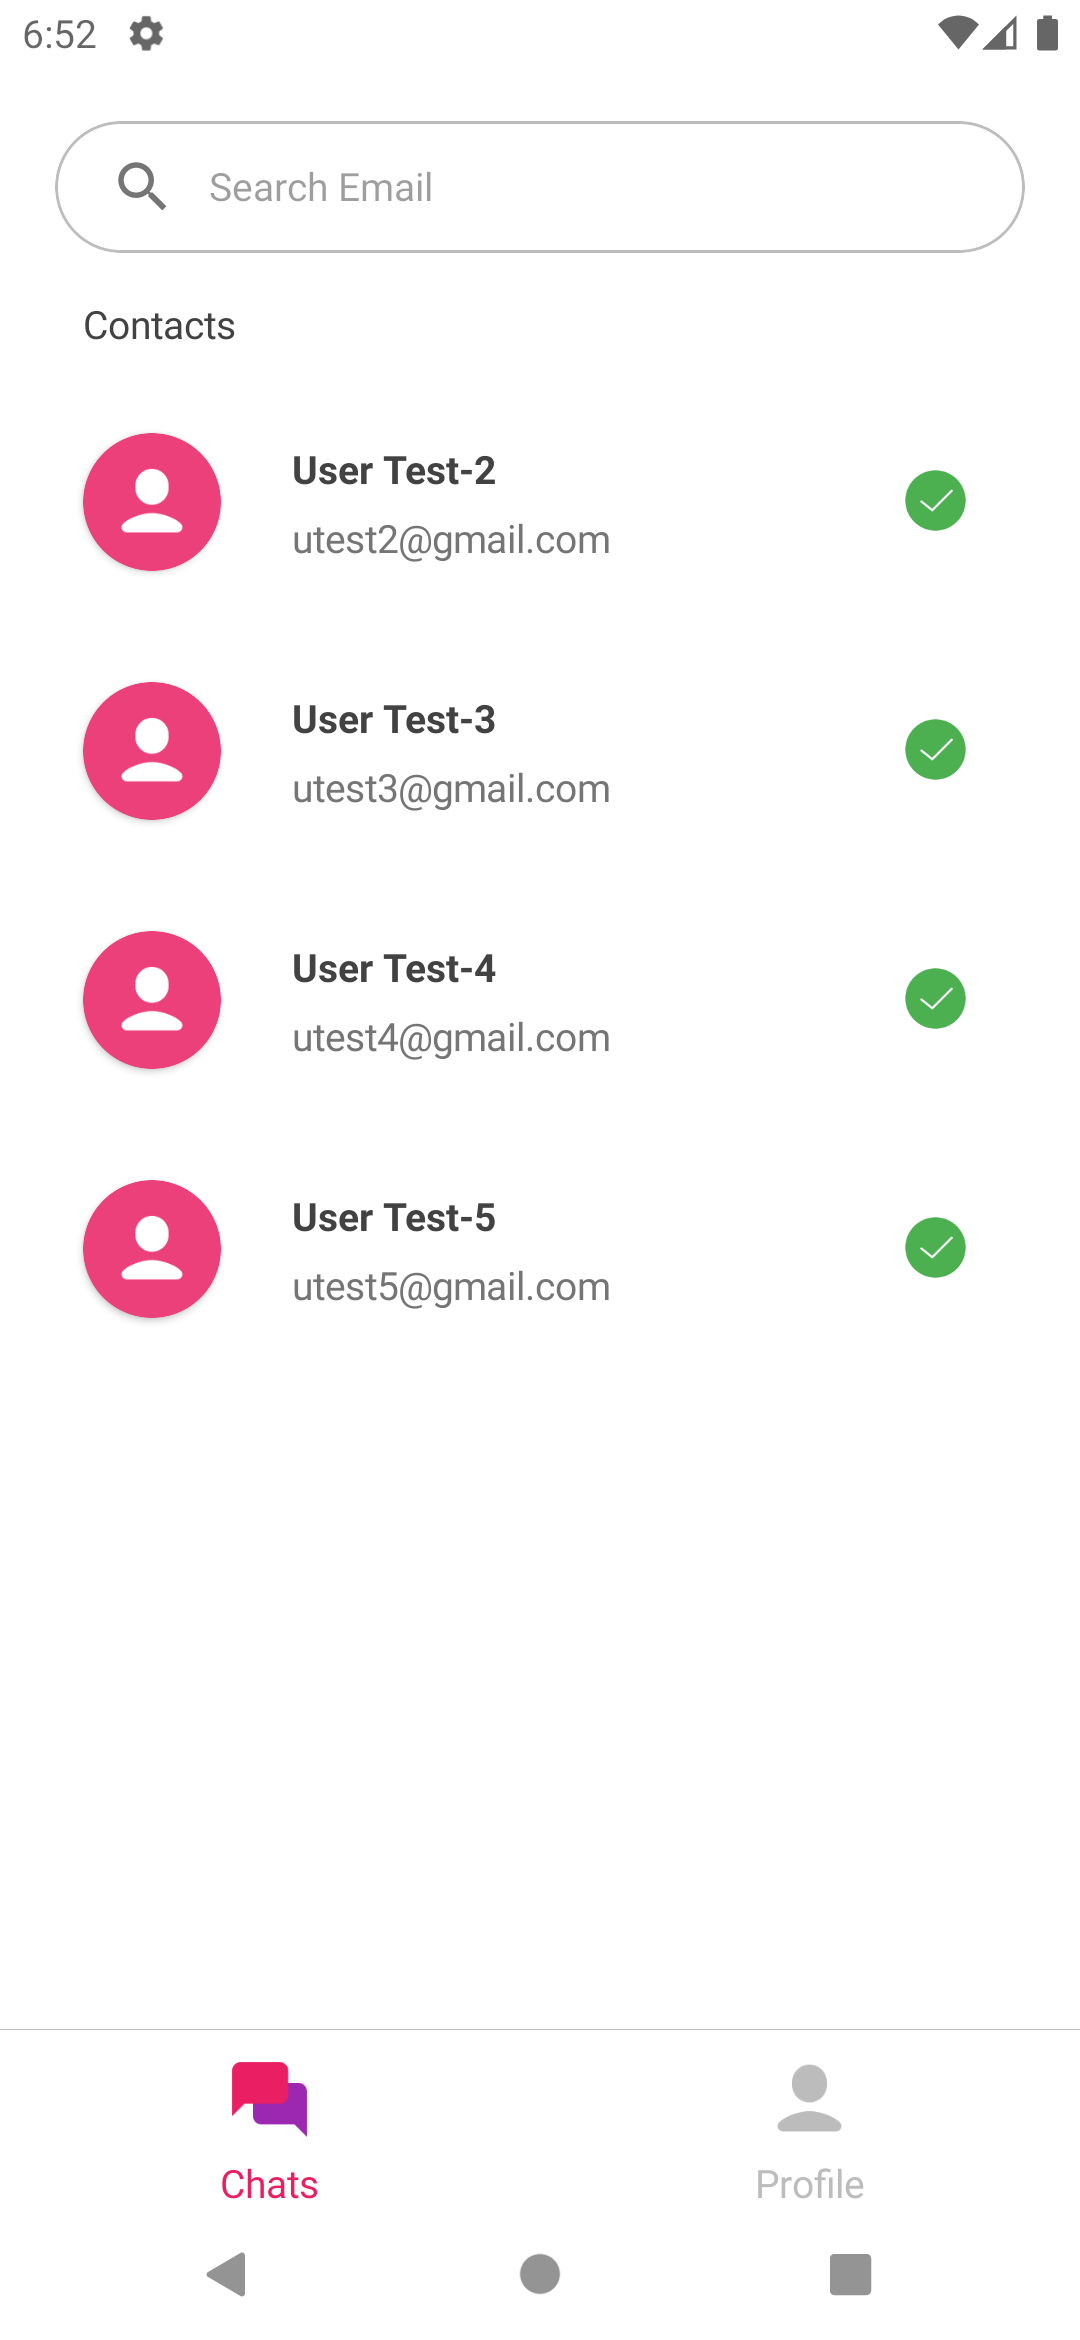 6:52
Search Email
Contacts
User Test-2
utest2@gmail.com
User Test-3
utest3@gmail.com
User Test-4
utest4@gmail.com
User Test-5
utest5@gmail.com
Chats
Profile